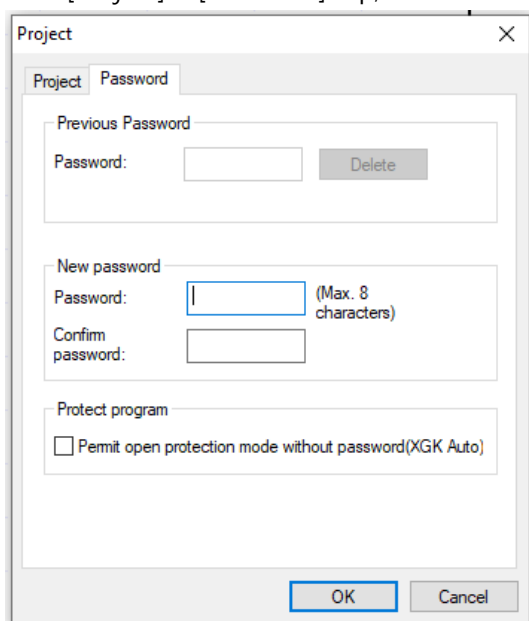 Project
Project Password
Previous Password
Password:
Delete
New password
Password:
(Max. 8
characters)
Confirm
password:
Protect program
Permit open protection mode without password(XGK Auto)
OK
Cancel